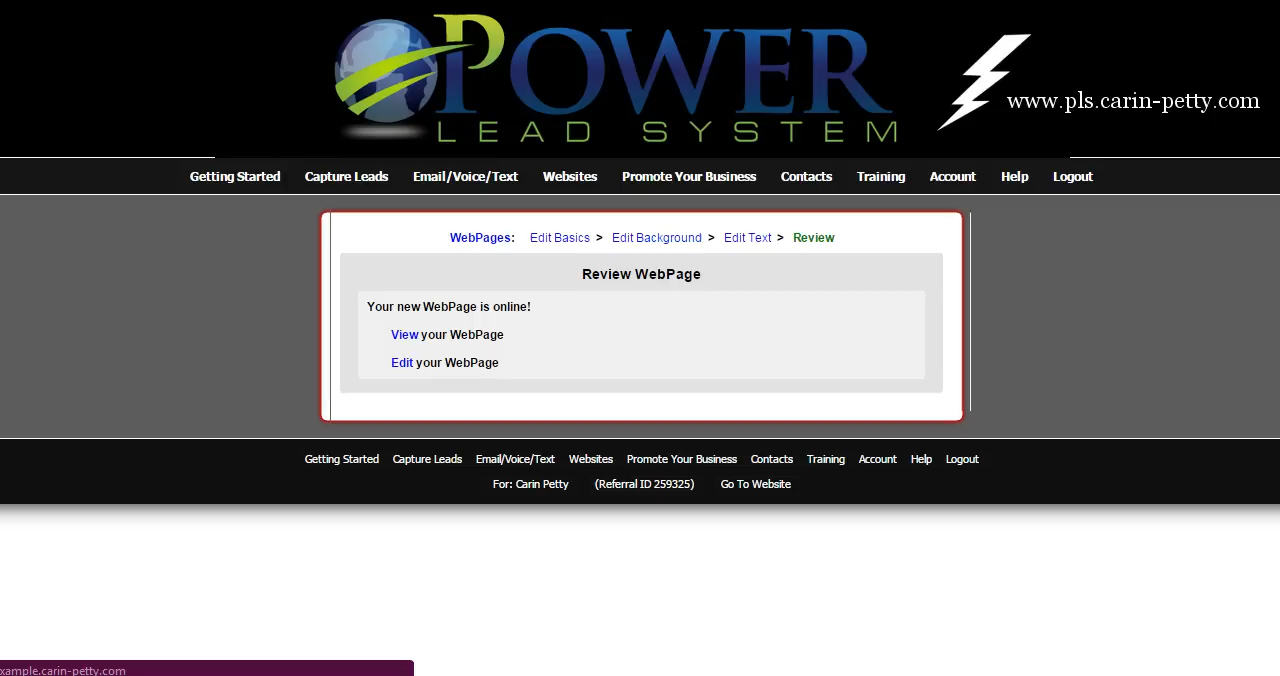 POWER
LEAD SYSTEM
www.pls.carin-petty.com
Getting Started Capture Leads Email/Voice/Text Websites Promote Your Business Contacts Training Account Help Logout
WebPages: Edit Basics > Edit Background > Edit Text > Review
Review WebPage
Your new WebPage is online!
View your WebPage
Edit your WebPage
Getting Started Capture Leads Email/Voice/Text Websites Promote Your Business Contacts Training Account Help Logout
For: Carin Petty (Referral ID 259325) Go To Website
xample.carin-petty.com